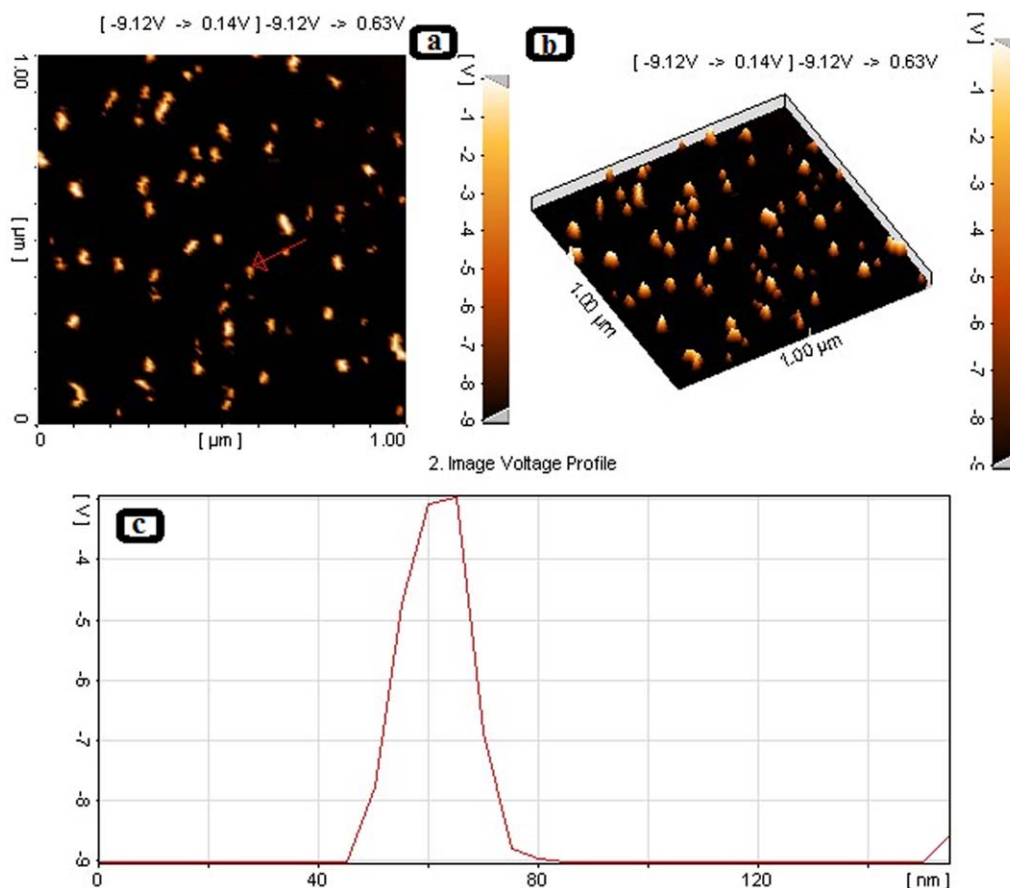 [ -9.12V -> 0.14V ] -9.12V -> 0.63V
a
1.00
[µm]
0
0
[ µm ]
1.00
[V]
-1
-2
-3
-4
-5
-6
-7
-8
-9
b
[ -9.12V -> 0.14V ] -9.12V -> 0.63V
1.00 µm
1.00 µm
[V]
-1
-2
-3
-4
-5
-6
-7
-8
-9
2. Image Voltage Profile
c
[V]
-4
-5
-6
-7
-8
-9
0
40
80
120
[ nm ]